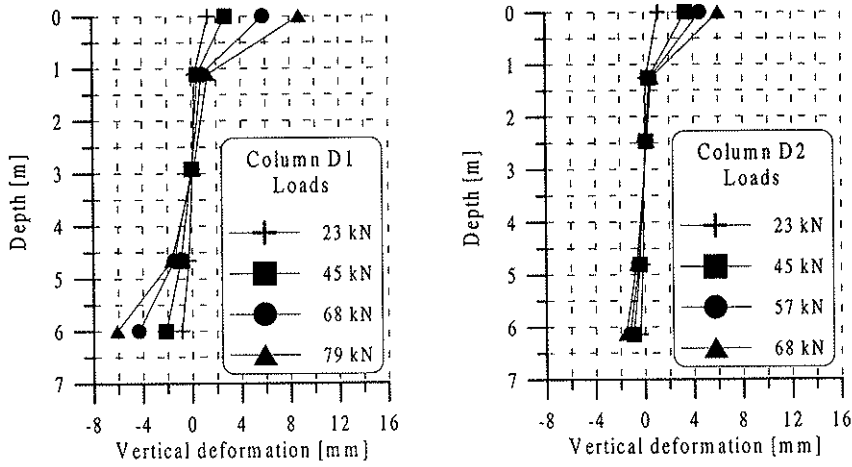 0
1
2
3
4
5
6
7
Depth [m]
Column D1
Loads
23 kN
45 kN
68 kN
79 kN
-8 -4 0 4 8 12 16
Vertical deformation [mm]
0
1
2
3
4
5
6
7
Depth [m]
Column D2
Loads
23 kN
45 kN
57 kN
68 kN
-8 -4 0 4 8 12 16
Vertical deformation [mm]